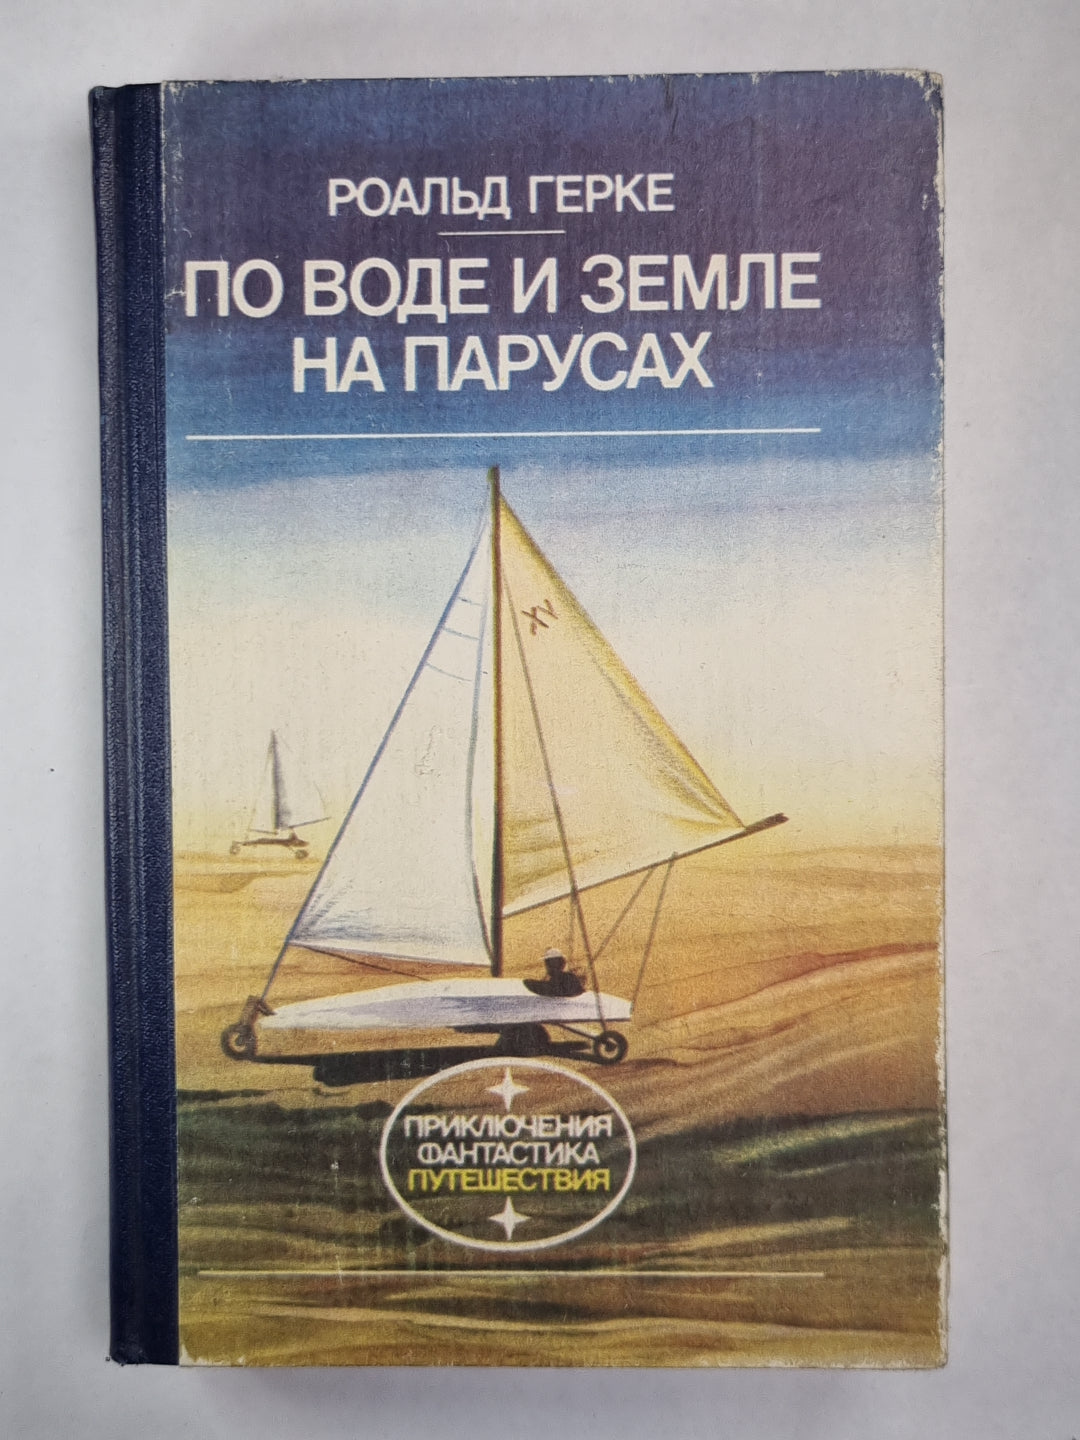 РОАЛЬД ГЕРКЕ
ПО ВОДЕ И ЗЕМЛЕ
НА ПАРУСАХ
ПРИКЛЮЧЕНИЯ
ФАНТАСТИКА
ПУТЕШЕСТВИЯ